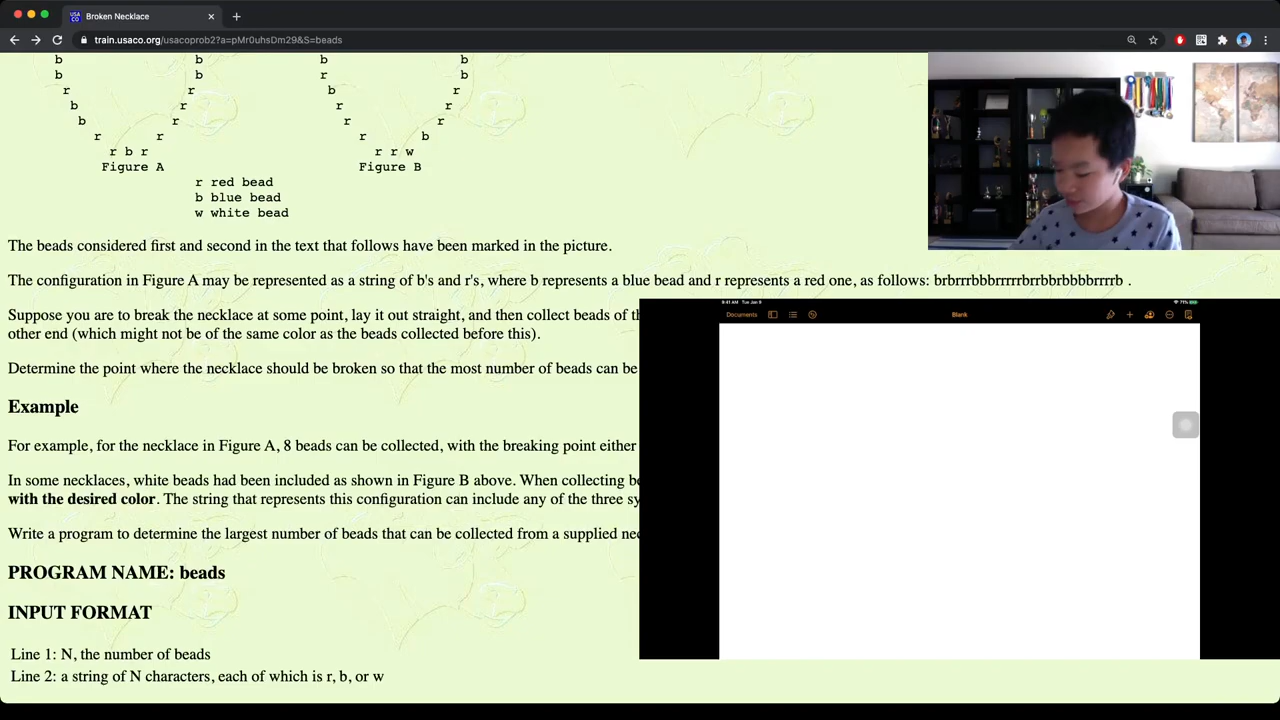 Broken Necklace
train.usaco.org/usacoprob2?a=pMr0uhsDm29&S=beads
b b b b
b b r b
r r b r
b r r r
b r r r
r r r b
r b r r r w
Figure A Figure B
r red bead
b blue bead
w white bead
The beads considered first and second in the text that follows have been marked in the picture.
The configuration in Figure A may be represented as a string of b's and r's, where b represents a blue bead and r represents a red one, as follows: brbrrrbbbrrrrrbrrbbrbbbbrrrrb .
Suppose you are to break the necklace at some point, lay it out straight, and then collect beads of
other end (which might not be of the same color as the beads collected before this).
Determine the point where the necklace should be broken so that the most number of beads can be
Example
For example, for the necklace in Figure A, 8 beads can be collected, with the breaking point either
In some necklaces, white beads had been included as shown in Figure B above. When collecting
with the desired color. The string that represents this configuration can include any of the three
Write a program to determine the largest number of beads that can be collected from a supplied
PROGRAM NAME: beads
INPUT FORMAT
Line 1: N, the number of beads
Line 2: a string of N characters, each of which is r, b, or w
9:41 AM Tue Jan 9
71%
Documents
Blank